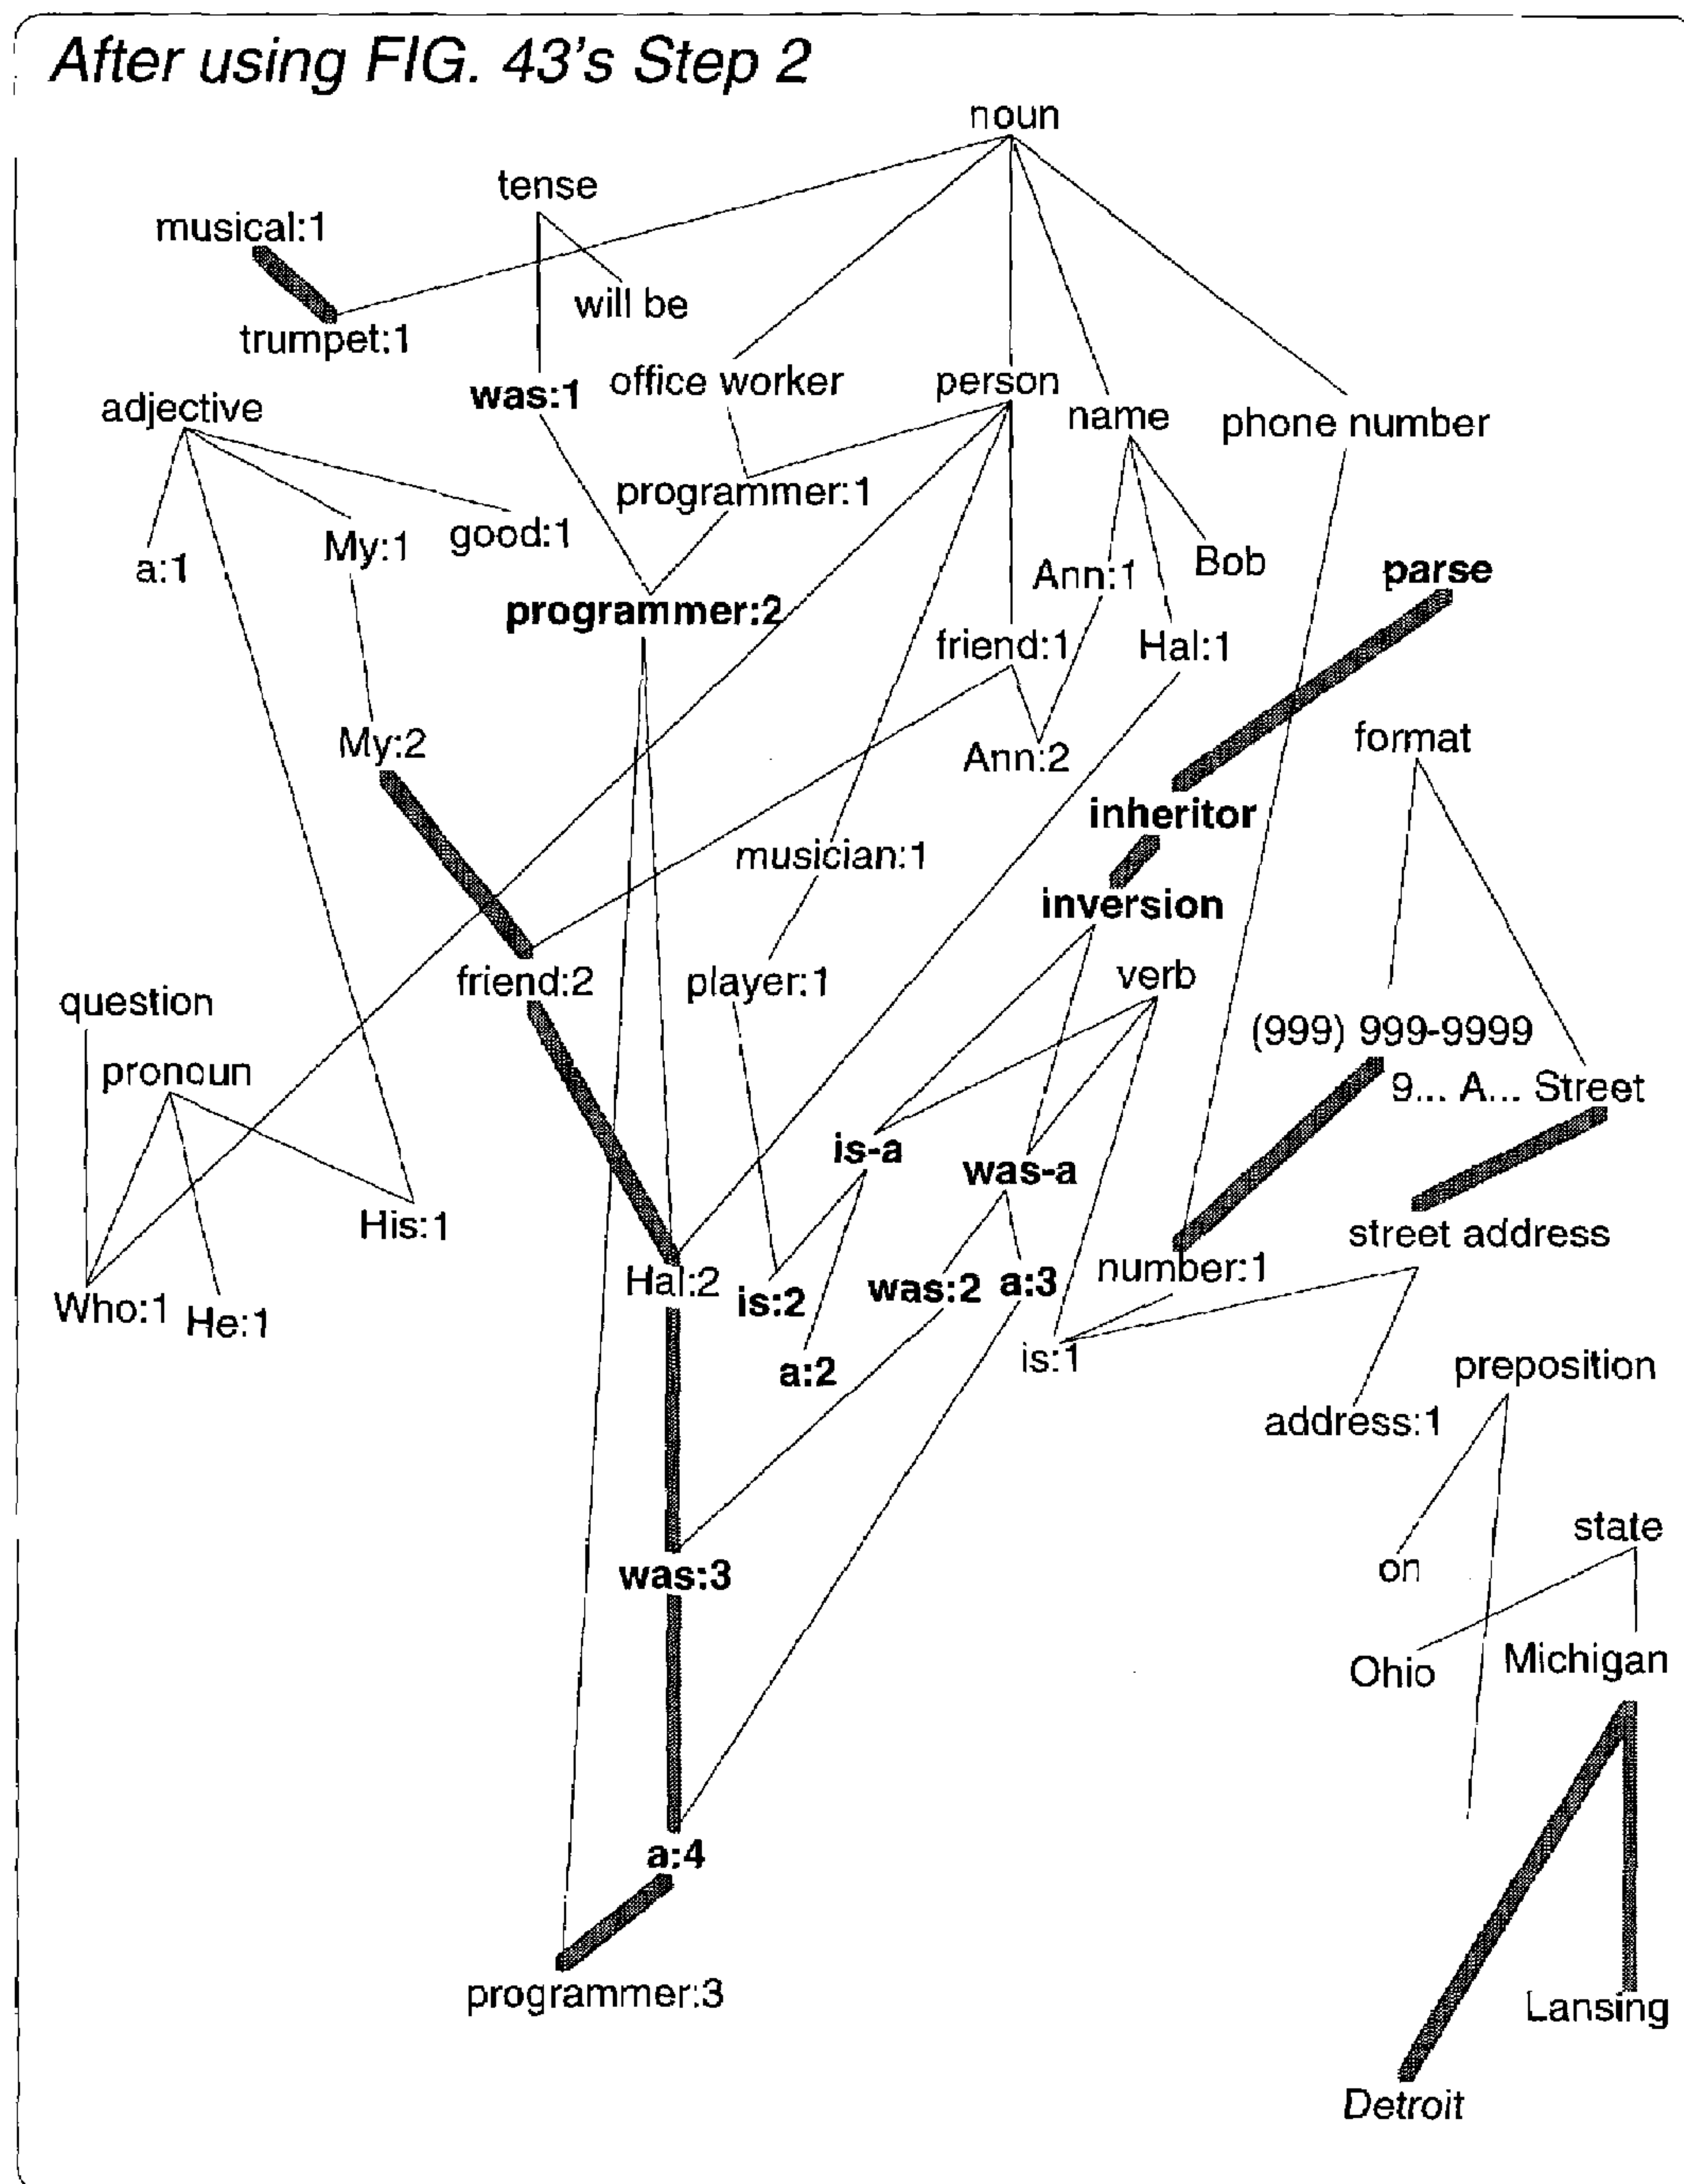 After using FIG. 43's Step 2
noun
tense
musical:1
will be
trumpet:1
office worker
person
was:1
adjective
name
phone number
programmer:1
good:1
My:1
a:1
Bob
Ann:1
parse
programmer:2
friend:1
Hal:1
format
My:2
Ann:2
inheritor
musician:1
inversion
verb
friend:2
player:1
question
(999) 999-9999
pronoun
9... A... Street
is-a
was-a
His:1
street address
number:1
Hal:2
was:2
a:3
is:2
Who:1
He:1
is:1
preposition
a:2
address:1
state
on
was:3
Michigan
Ohio
a:4
programmer:3
Lansing
Detroit